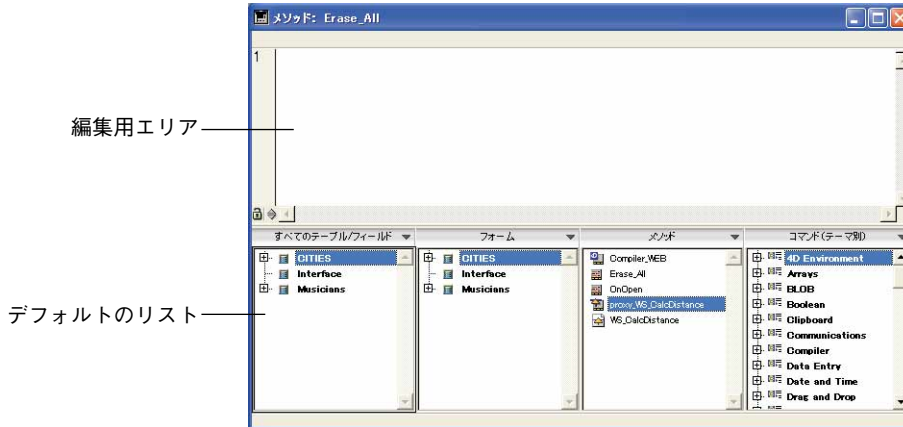 メソッド: Erase_All
1
編集用エリア
すべてのテーブル/フィールド
フォーム
メソッド
コマンド(テーマ別)
デフォルトのリスト
CITIES
Interface
Musicians
CITIES
Interface
Musicians
Compiler_WEB
Erase_All
OnOpen
proxy_WS_CalcDistance
WS_CalcDistance
4D Environment
Arrays
BLOB
Boolean
Clipboard
Communications
Compiler
Data Entry
Date and Time
Drag and Drop